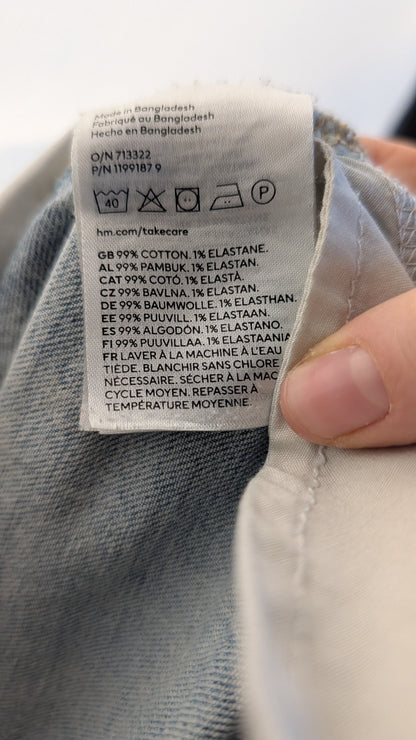 Made in Bangladesh
Fabriqué au Bangladesh
Hecho en Bangladesh
O/N 713322
P/N 1199187 9
40
P
hm.com/takecare
GB 99% COTTON. 1% ELASTANE.
AL 99% PAMBUK. 1% ELASTAN.
CAT 99% COTÓ. 1% ELASTÀ.
CZ 99% BAVLNA. 1% ELASTAN.
DE 99% BAUMWOLLE. 1% ELASTHAN.
EE 99% PUUVILL. 1% ELASTAAN.
ES 99% ALGODÓN. 1% ELASTANO.
FI 99% PUUVILLAA. 1% ELASTAANIA
FR LAVER À LA MACHINE À L'EAU
TIÈDE. BLANCHIR SANS CHLORE
NÉCESSAIRE. SÉCHER À LA MAC
CYCLE MOYEN. REPASSER À
TEMPÉRATURE MOYENNE.